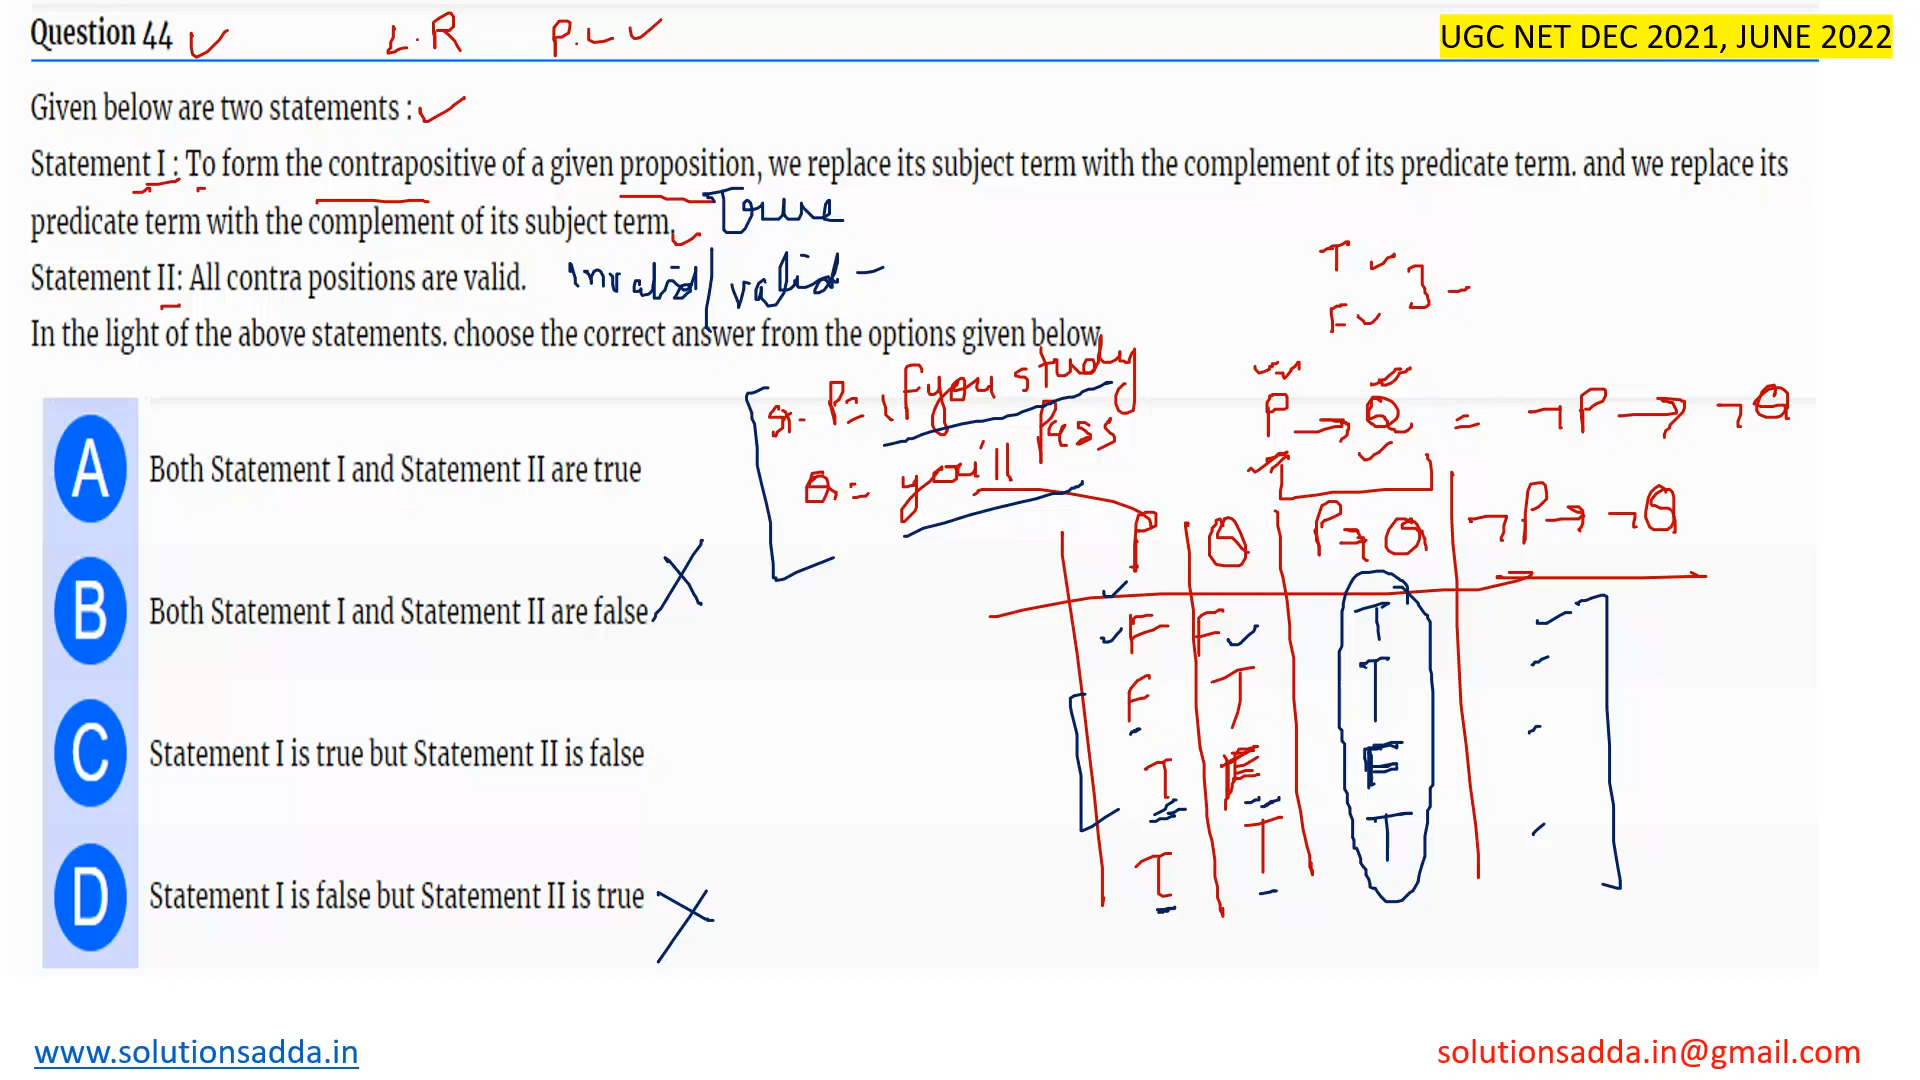 Question 44 L.R P.L
UGC NET DEC 2021, JUNE 2022
Given below are two statements :
Statement I : To form the contrapositive of a given proposition, we replace its subject term with the complement of its predicate term. and we replace its
predicate term with the complement of its subject term. True
Statement II: All contra positions are valid. Invalid/valid -
T
F
In the light of the above statements. choose the correct answer from the options given below
P = if you study
Q = you'll Pass
P → Q = ¬P → ¬Q
P Q P→Q ¬P→¬Q
F F T
F T T
T F F
T T T
A Both Statement I and Statement II are true
B Both Statement I and Statement II are false
C Statement I is true but Statement II is false
D Statement I is false but Statement II is true
www.solutionsadda.in
solutionsadda.in@gmail.com